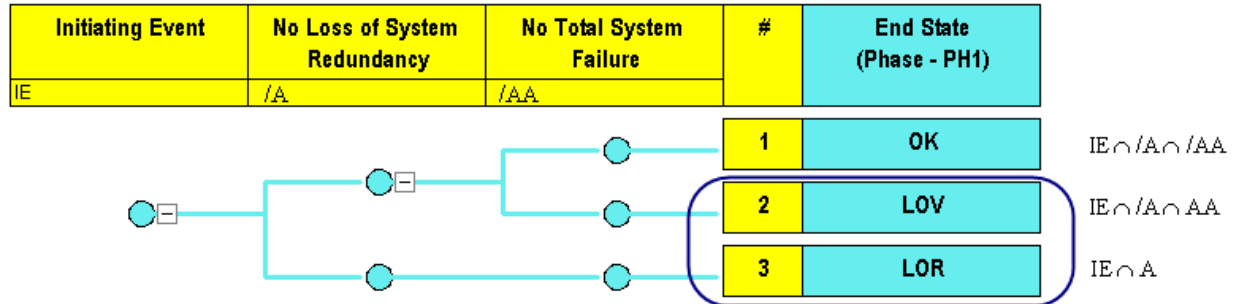 Initiating Event
No Loss of System
Redundancy
No Total System
Failure
#
End State
(Phase - PH1)
IE
/A
/AA
1
OK
IE∩/A∩/AA
2
LOV
IE∩/A∩AA
3
LOR
IE∩A